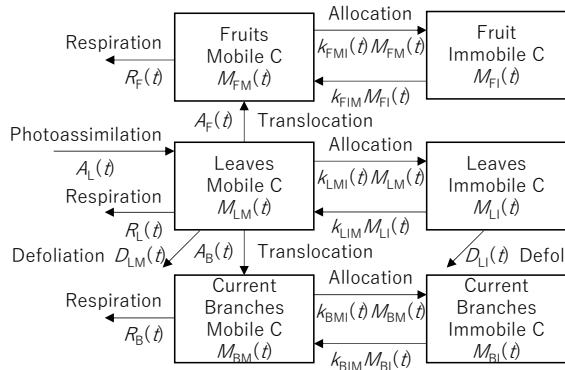 Respiration
R_F(t)
Fruits
Mobile C
M_FM(t)
Allocation
k_FMI(t) M_FM(t)
k_FIM M_FI(t)
Fruit
Immobile C
M_FI(t)
A_F(t) Translocation
Photoassimilation
A_L(t)
Respiration
R_L(t)
Leaves
Mobile C
M_LM(t)
Allocation
k_LMI(t) M_LM(t)
k_LIM M_LI(t)
Leaves
Immobile C
M_LI(t)
Defoliation D_LM(t)
A_B(t) Translocation
D_LI(t) Defol
Respiration
R_B(t)
Current
Branches
Mobile C
M_BM(t)
Allocation
k_BMI(t) M_BM(t)
k_BIM M_BI(t)
Current
Branches
Immobile C
M_BI(t)